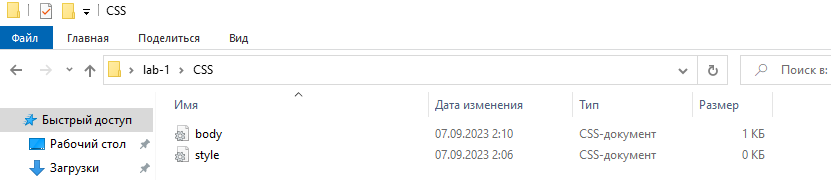 CSS
Файл Главная Поделиться Вид
lab-1 CSS Поиск в:
Имя Дата изменения Тип Размер
Быстрый доступ
body 07.09.2023 2:10 CSS-документ 1 КБ
Рабочий стол
style 07.09.2023 2:06 CSS-документ 0 КБ
Загрузки